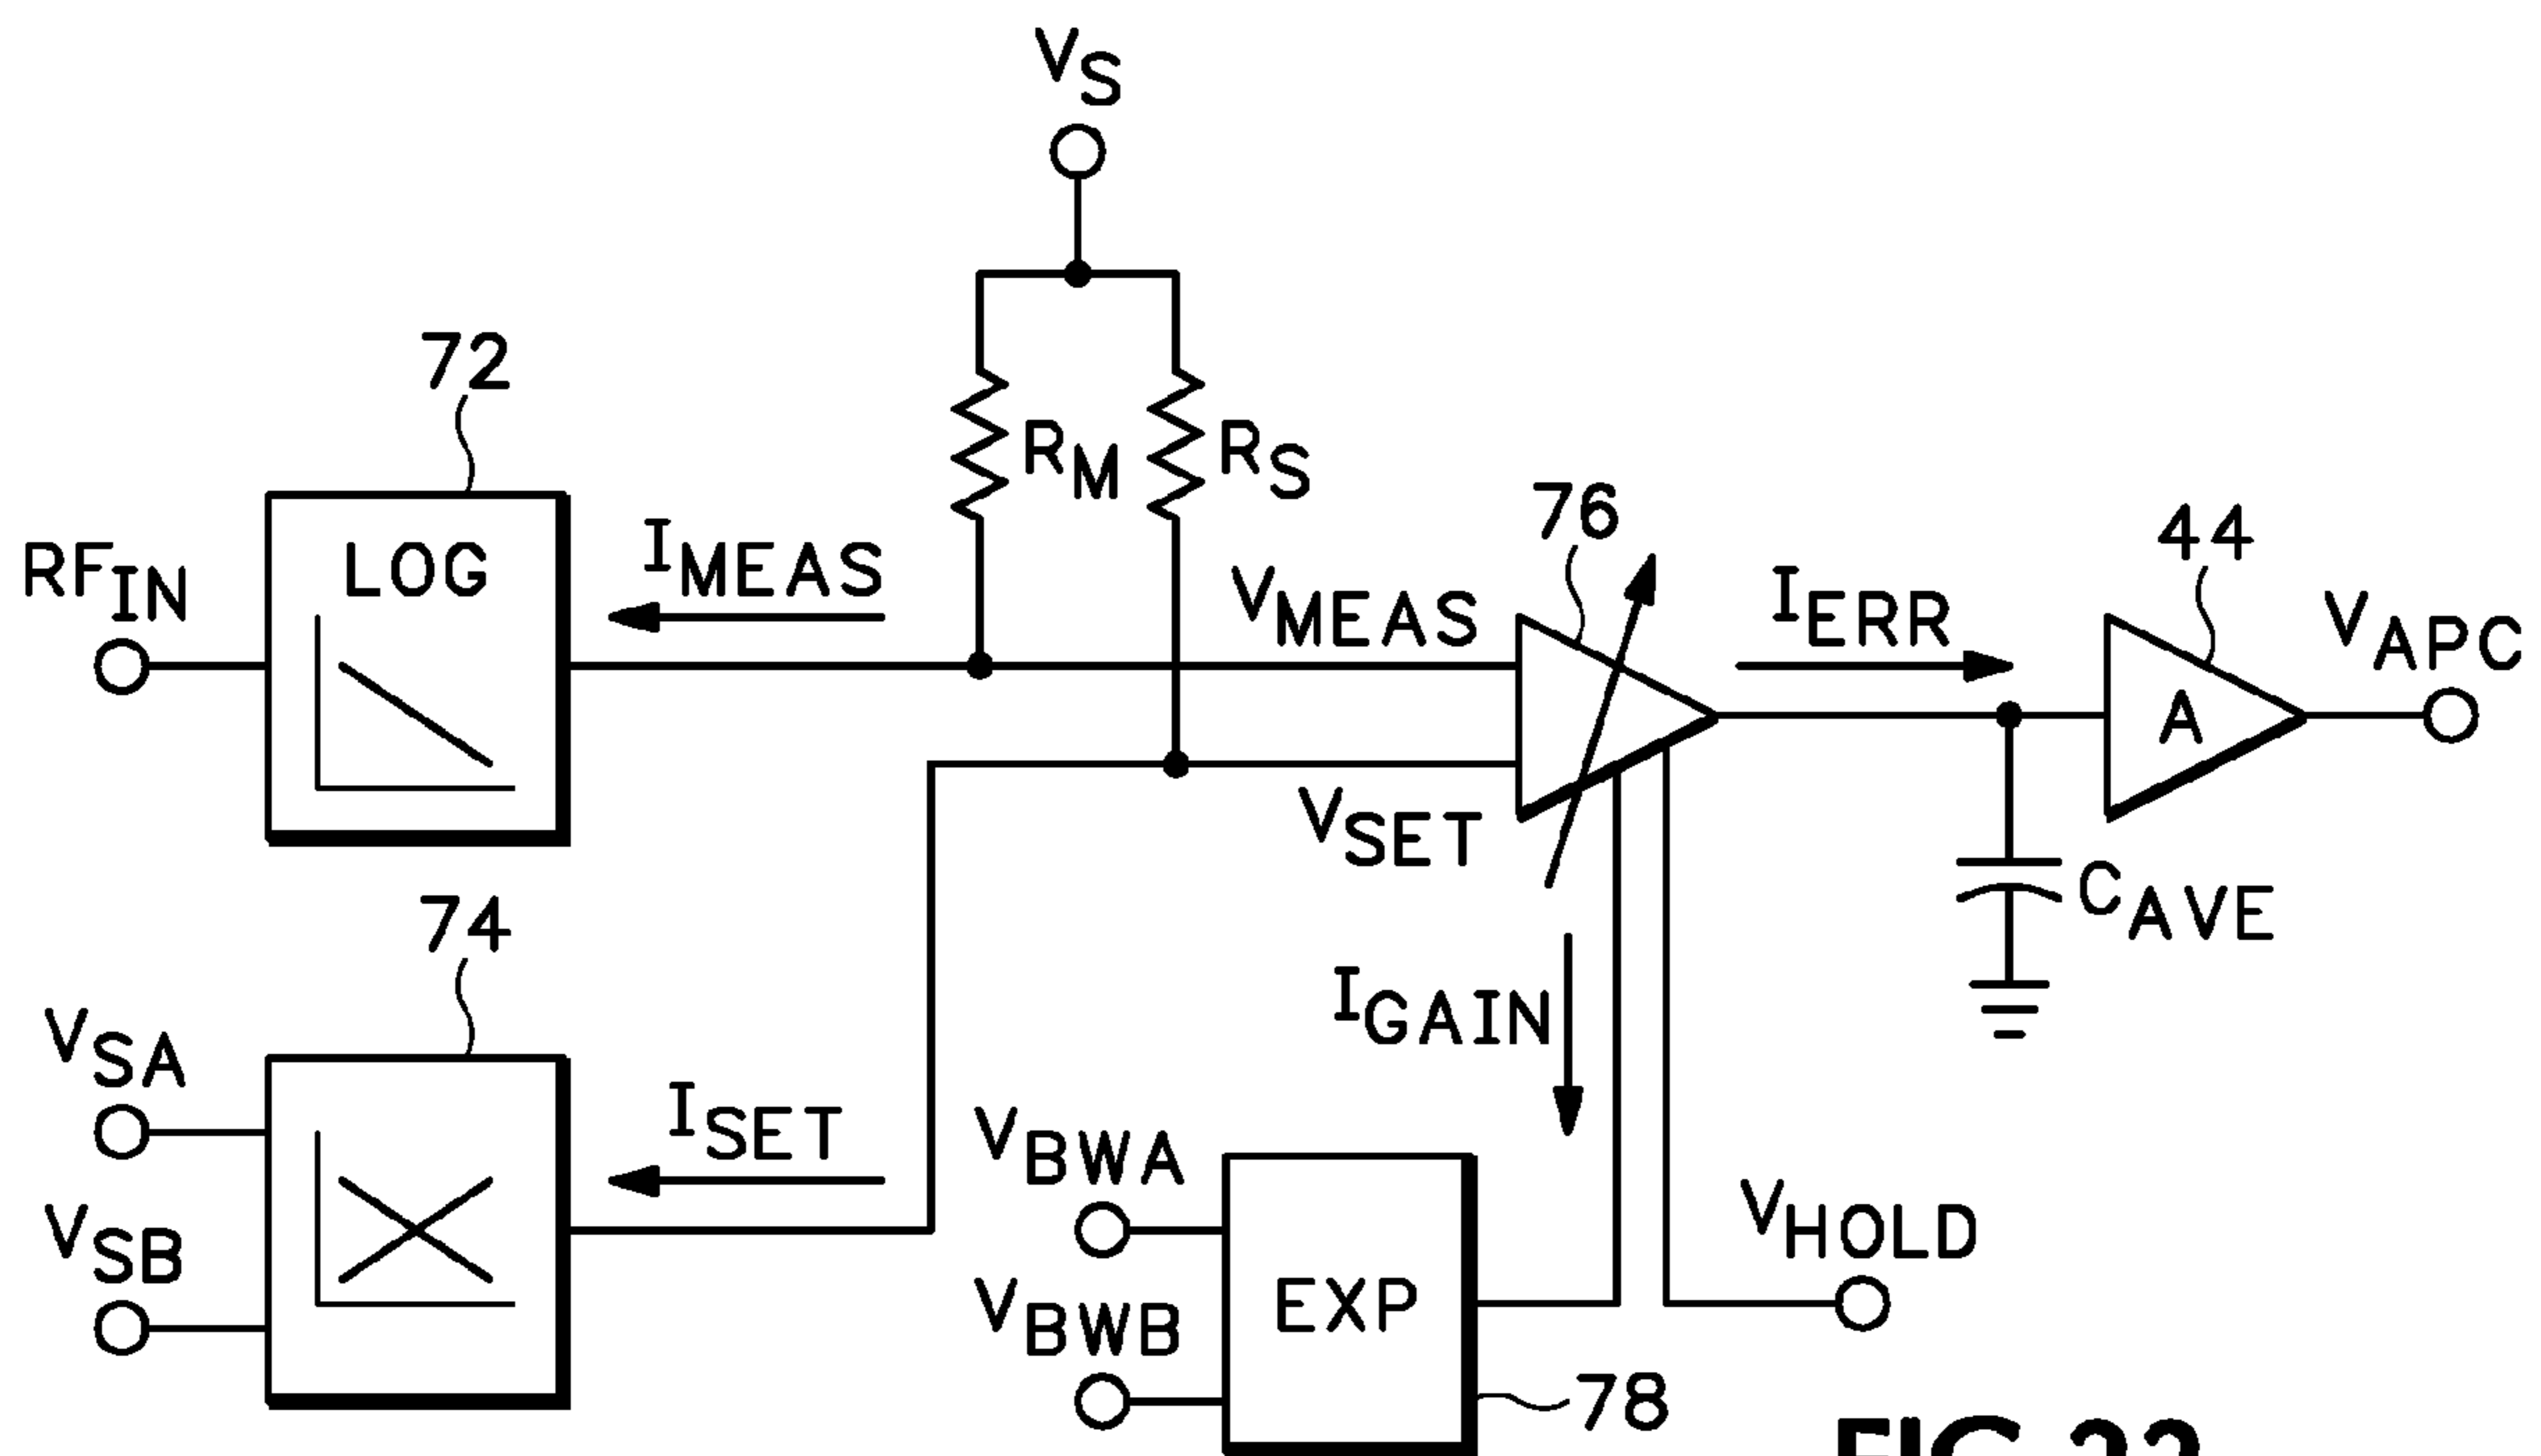 VS
72
RM
RS
RFIN
LOG
IMEAS
VMEAS
76
IERR
44
VAPC
A
VSET
CAVE
74
IGAIN
VSA
ISET
VBWA
VSB
VBWB
EXP
VHOLD
78